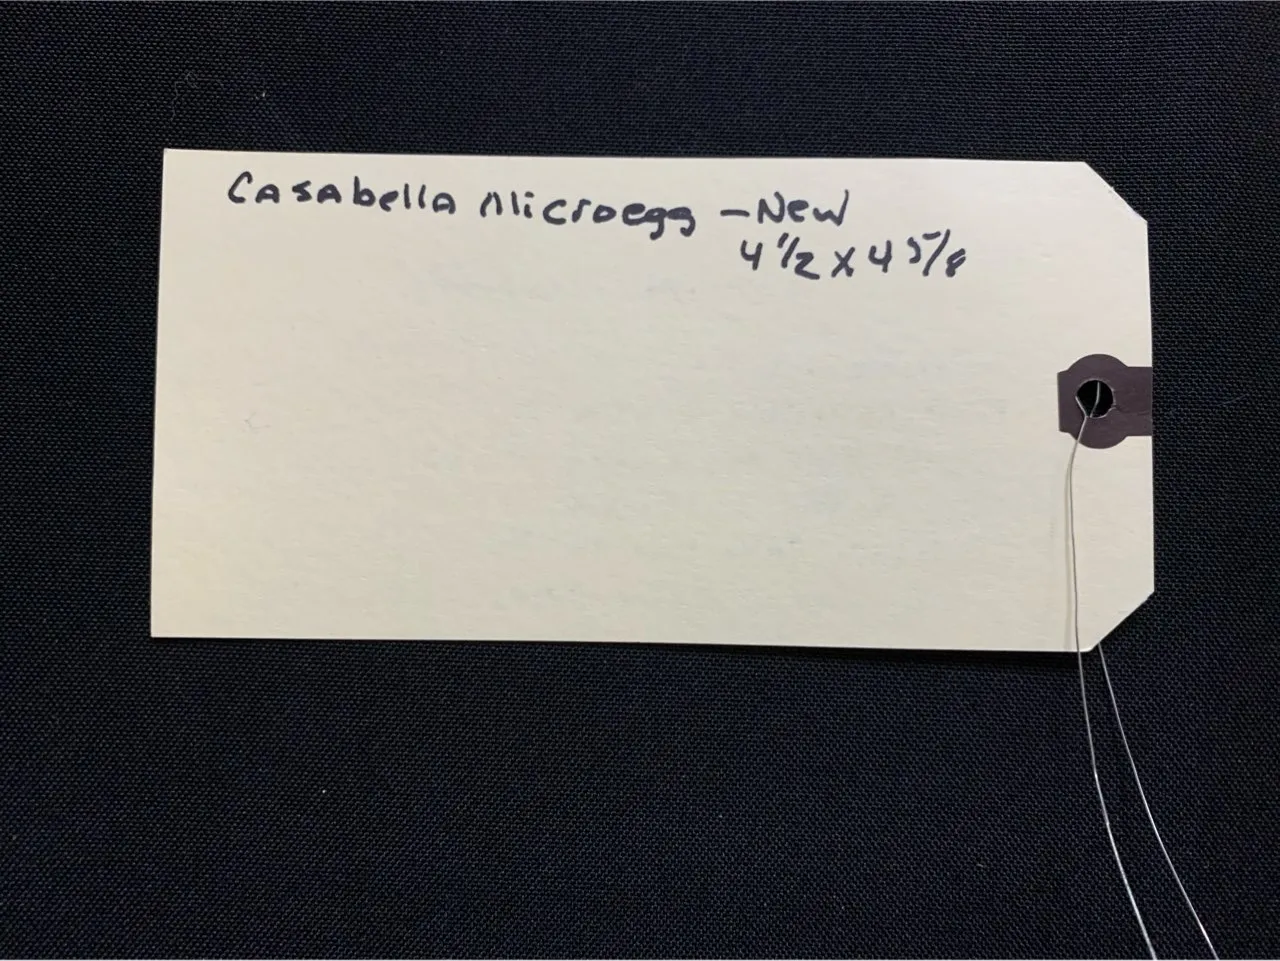 Casabella Microegg - New
4 1/2 x 4 5/8